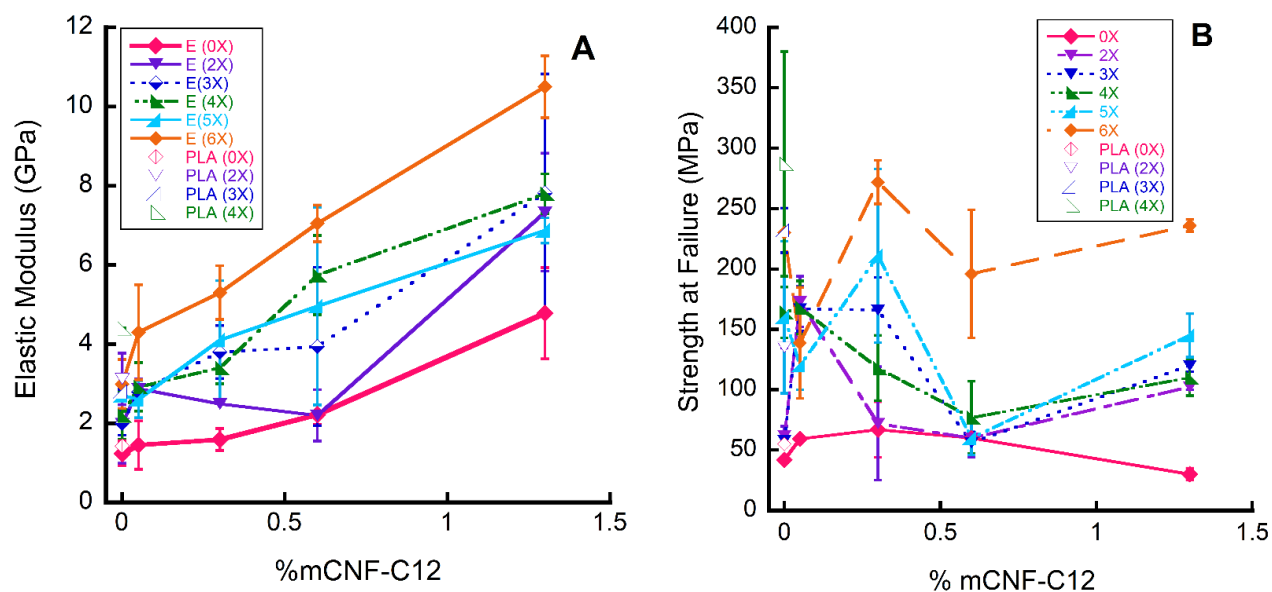 A
E (0X)
E (2X)
E(3X)
E (4X)
E(5X)
E (6X)
PLA (0X)
PLA (2X)
PLA (3X)
PLA (4X)
Elastic Modulus (GPa)
12
10
8
6
4
2
0
0
0.5
1
1.5
%mCNF-C12
B
0X
2X
3X
4X
5X
6X
PLA (0X)
PLA (2X)
PLA (3X)
PLA (4X)
Strength at Failure (MPa)
400
350
300
250
200
150
100
50
0
0
0.5
1
1.5
% mCNF-C12